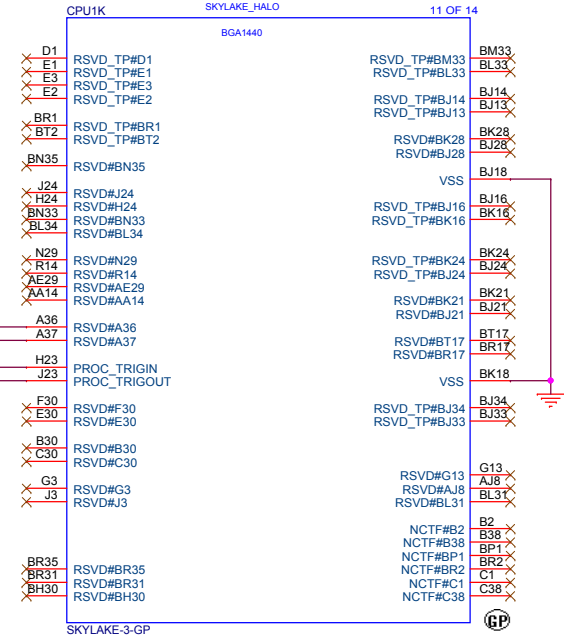 CPU1K SKYLAKE_HALO 11 OF 14
BGA1440
D1 RSVD_TP#D1 RSVD_TP#BM33 BM33
E1 RSVD_TP#E1 RSVD_TP#BL33 BL33
E3 RSVD_TP#E3
E2 RSVD_TP#E2 RSVD_TP#BJ14 BJ14
RSVD_TP#BJ13 BJ13
BR1 RSVD_TP#BR1
BT2 RSVD_TP#BT2 RSVD#BK28 BK28
RSVD#BJ28 BJ28
BN35 RSVD#BN35
VSS BJ18
J24 RSVD#J24
H24 RSVD#H24 RSVD_TP#BJ16 BJ16
BN33 RSVD#BN33 RSVD_TP#BK16 BK16
BL34 RSVD#BL34
N29 RSVD#N29 RSVD_TP#BK24 BK24
R14 RSVD#R14 RSVD_TP#BJ24 BJ24
AE29 RSVD#AE29
AA14 RSVD#AA14 RSVD#BK21 BK21
RSVD#BJ21 BJ21
A36 RSVD#A36
A37 RSVD#A37 RSVD#BT17 BT17
RSVD#BR17 BR17
H23 PROC_TRIGIN
J23 PROC_TRIGOUT VSS BK18
F30 RSVD#F30 RSVD_TP#BJ34 BJ34
E30 RSVD#E30 RSVD_TP#BJ33 BJ33
B30 RSVD#B30
C30 RSVD#C30
RSVD#G13 G13
G3 RSVD#G3 RSVD#AJ8 AJ8
J3 RSVD#J3 RSVD#BL31 BL31
NCTF#B2 B2
NCTF#B38 B38
NCTF#BP1 BP1
BR35 RSVD#BR35 NCTF#BR2 BR2
BR31 RSVD#BR31 NCTF#C1 C1
BH30 RSVD#BH30 NCTF#C38 C38
SKYLAKE-3-GP GP